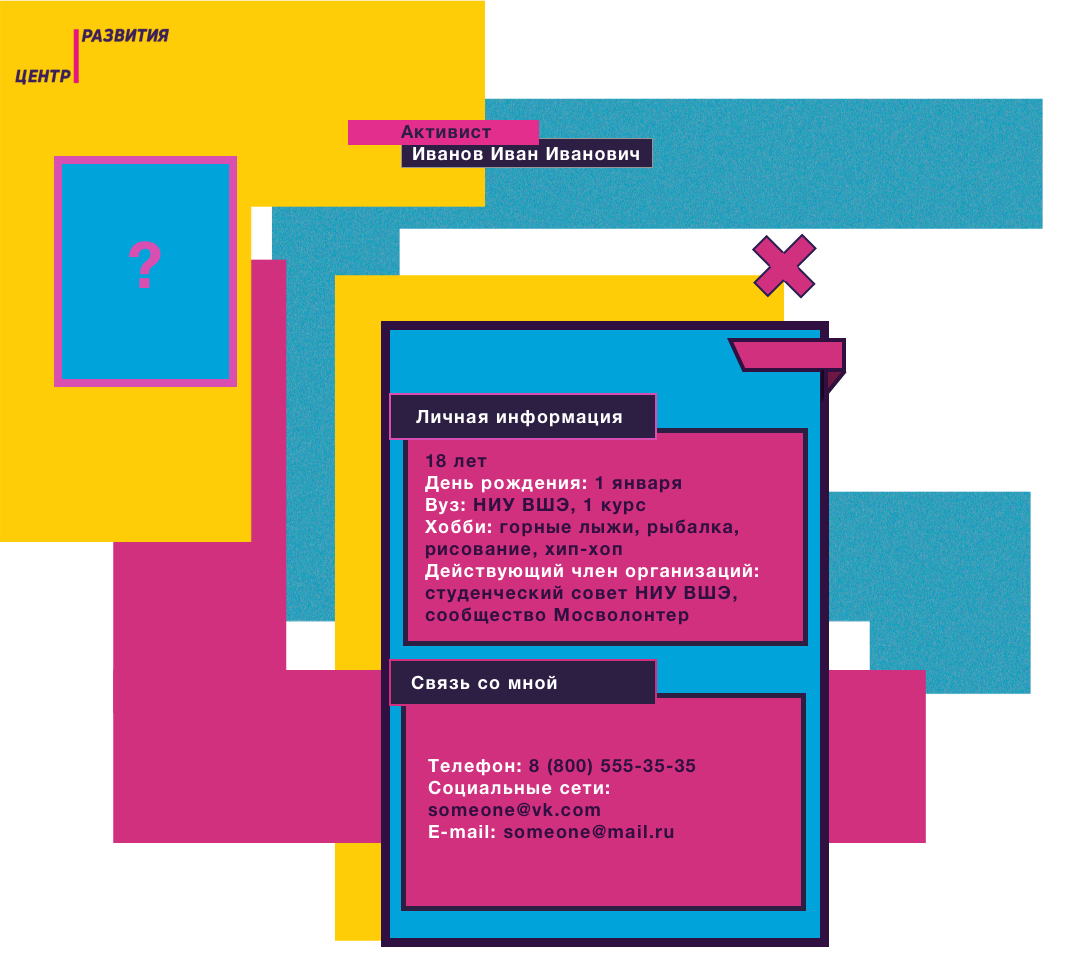 РАЗВИТИЯ
ЦЕНТР
Активист
Иванов Иван Иванович
?
Личная информация
18 лет
День рождения: 1 января
Вуз: НИУ ВШЭ, 1 курс
Хобби: горные лыжи, рыбалка,
рисование, хип-хоп
Действующий член организаций:
студенческий совет НИУ ВШЭ,
сообщество Мосволонтер
Связь со мной
Телефон: 8 (800) 555-35-35
Социальные сети:
someone@vk.com
E-mail: someone@mail.ru